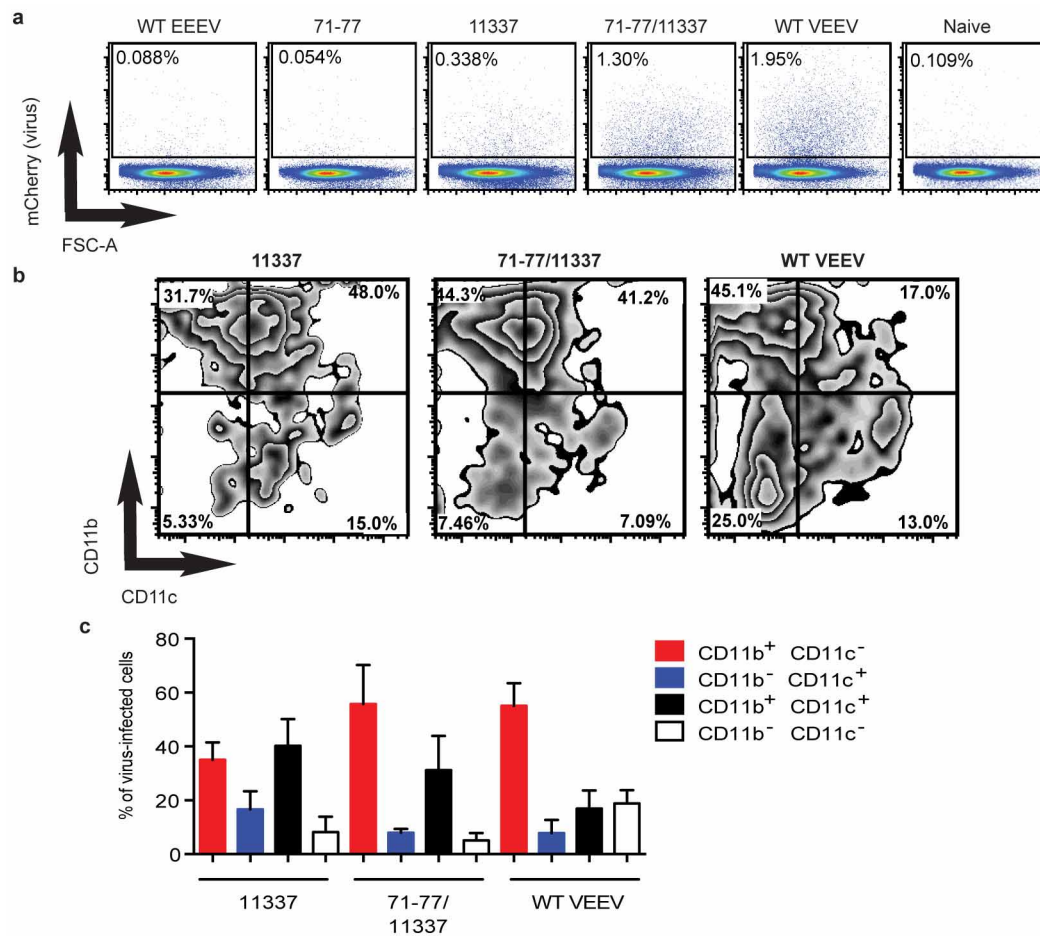 a
WT EEEV 71-77 11337 71-77/11337 WT VEEV Naive
0.088% 0.054% 0.338% 1.30% 1.95% 0.109%
mCherry (virus)
FSC-A
b
11337 71-77/11337 WT VEEV
31.7% 48.0% 44.3% 41.2% 45.1% 17.0%
5.33% 15.0% 7.46% 7.09% 25.0% 13.0%
CD11b
CD11c
c
% of virus-infected cells
80
60
40
20
0
11337 71-77/ WT VEEV
11337
CD11b+ CD11c-
CD11b- CD11c+
CD11b+ CD11c+
CD11b- CD11c-